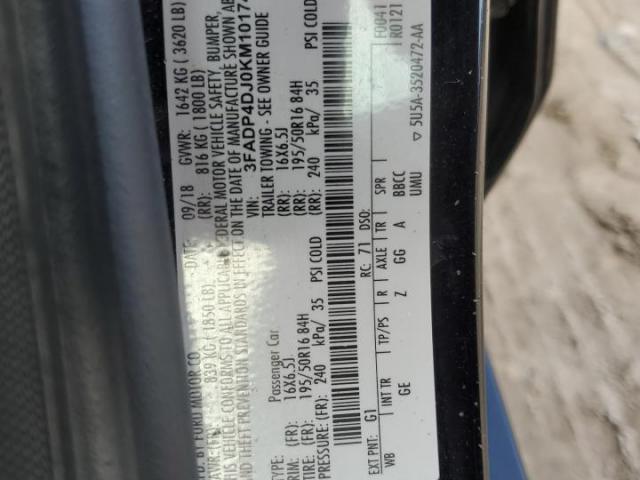 MTD. BY FORD MOTOR CO.
DATE: 09/18 GVWR: 1642 KG ( 3620 LB)
839 KG ( 1850 LB) (RR): 816 KG ( 1800 LB)
THIS VEHICLE CONFORMS TO ALL APPLICABLE FEDERAL MOTOR VEHICLE SAFETY, BUMPER,
AND THEFT PREVENTION STANDARDS IN EFFECT ON THE DATE OF MANUFACTURE SHOWN
VIN: 3FADP4DJ0KM1017
TYPE: Passenger Car TRAILER TOWING - SEE OWNER GUIDE
RIM: (FR): 16X6.5J (RR): 16X6.5J
TIRES: (FR): 195/50R16 84H (RR): 195/50R16 84H
PRESSURE: (FR): 240 kPa/ 35 PSI COLD (RR): 240 kPa/ 35 PSI COLD
EXT PNT: G1 RC: 71 DSO: F0041
WB INT TR TP/PS R AXLE TR SPR R0121
GE Z GG A BBCC
UMU
▽ 5U5A-3520472-AA